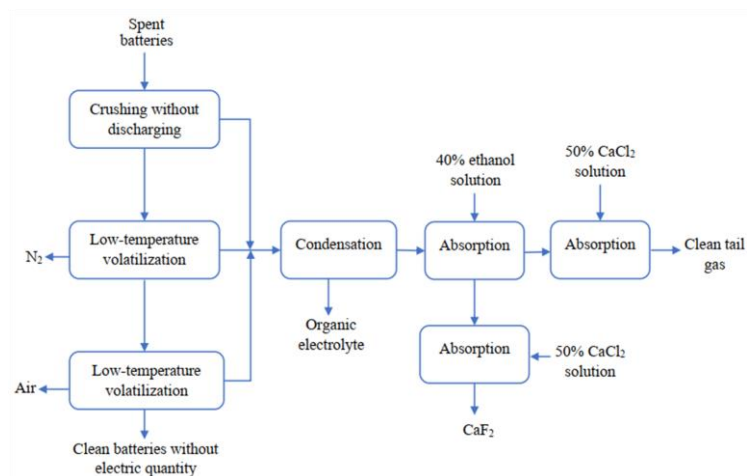 Spent
batteries
Crushing without
discharging
40% ethanol
solution
50% CaCl₂
solution
N₂
Low-temperature
volatilization
Condensation
Absorption
Absorption
Clean tail
gas
Organic
electrolyte
Absorption
50% CaCl₂
solution
Air
Low-temperature
volatilization
CaF₂
Clean batteries without
electric quantity